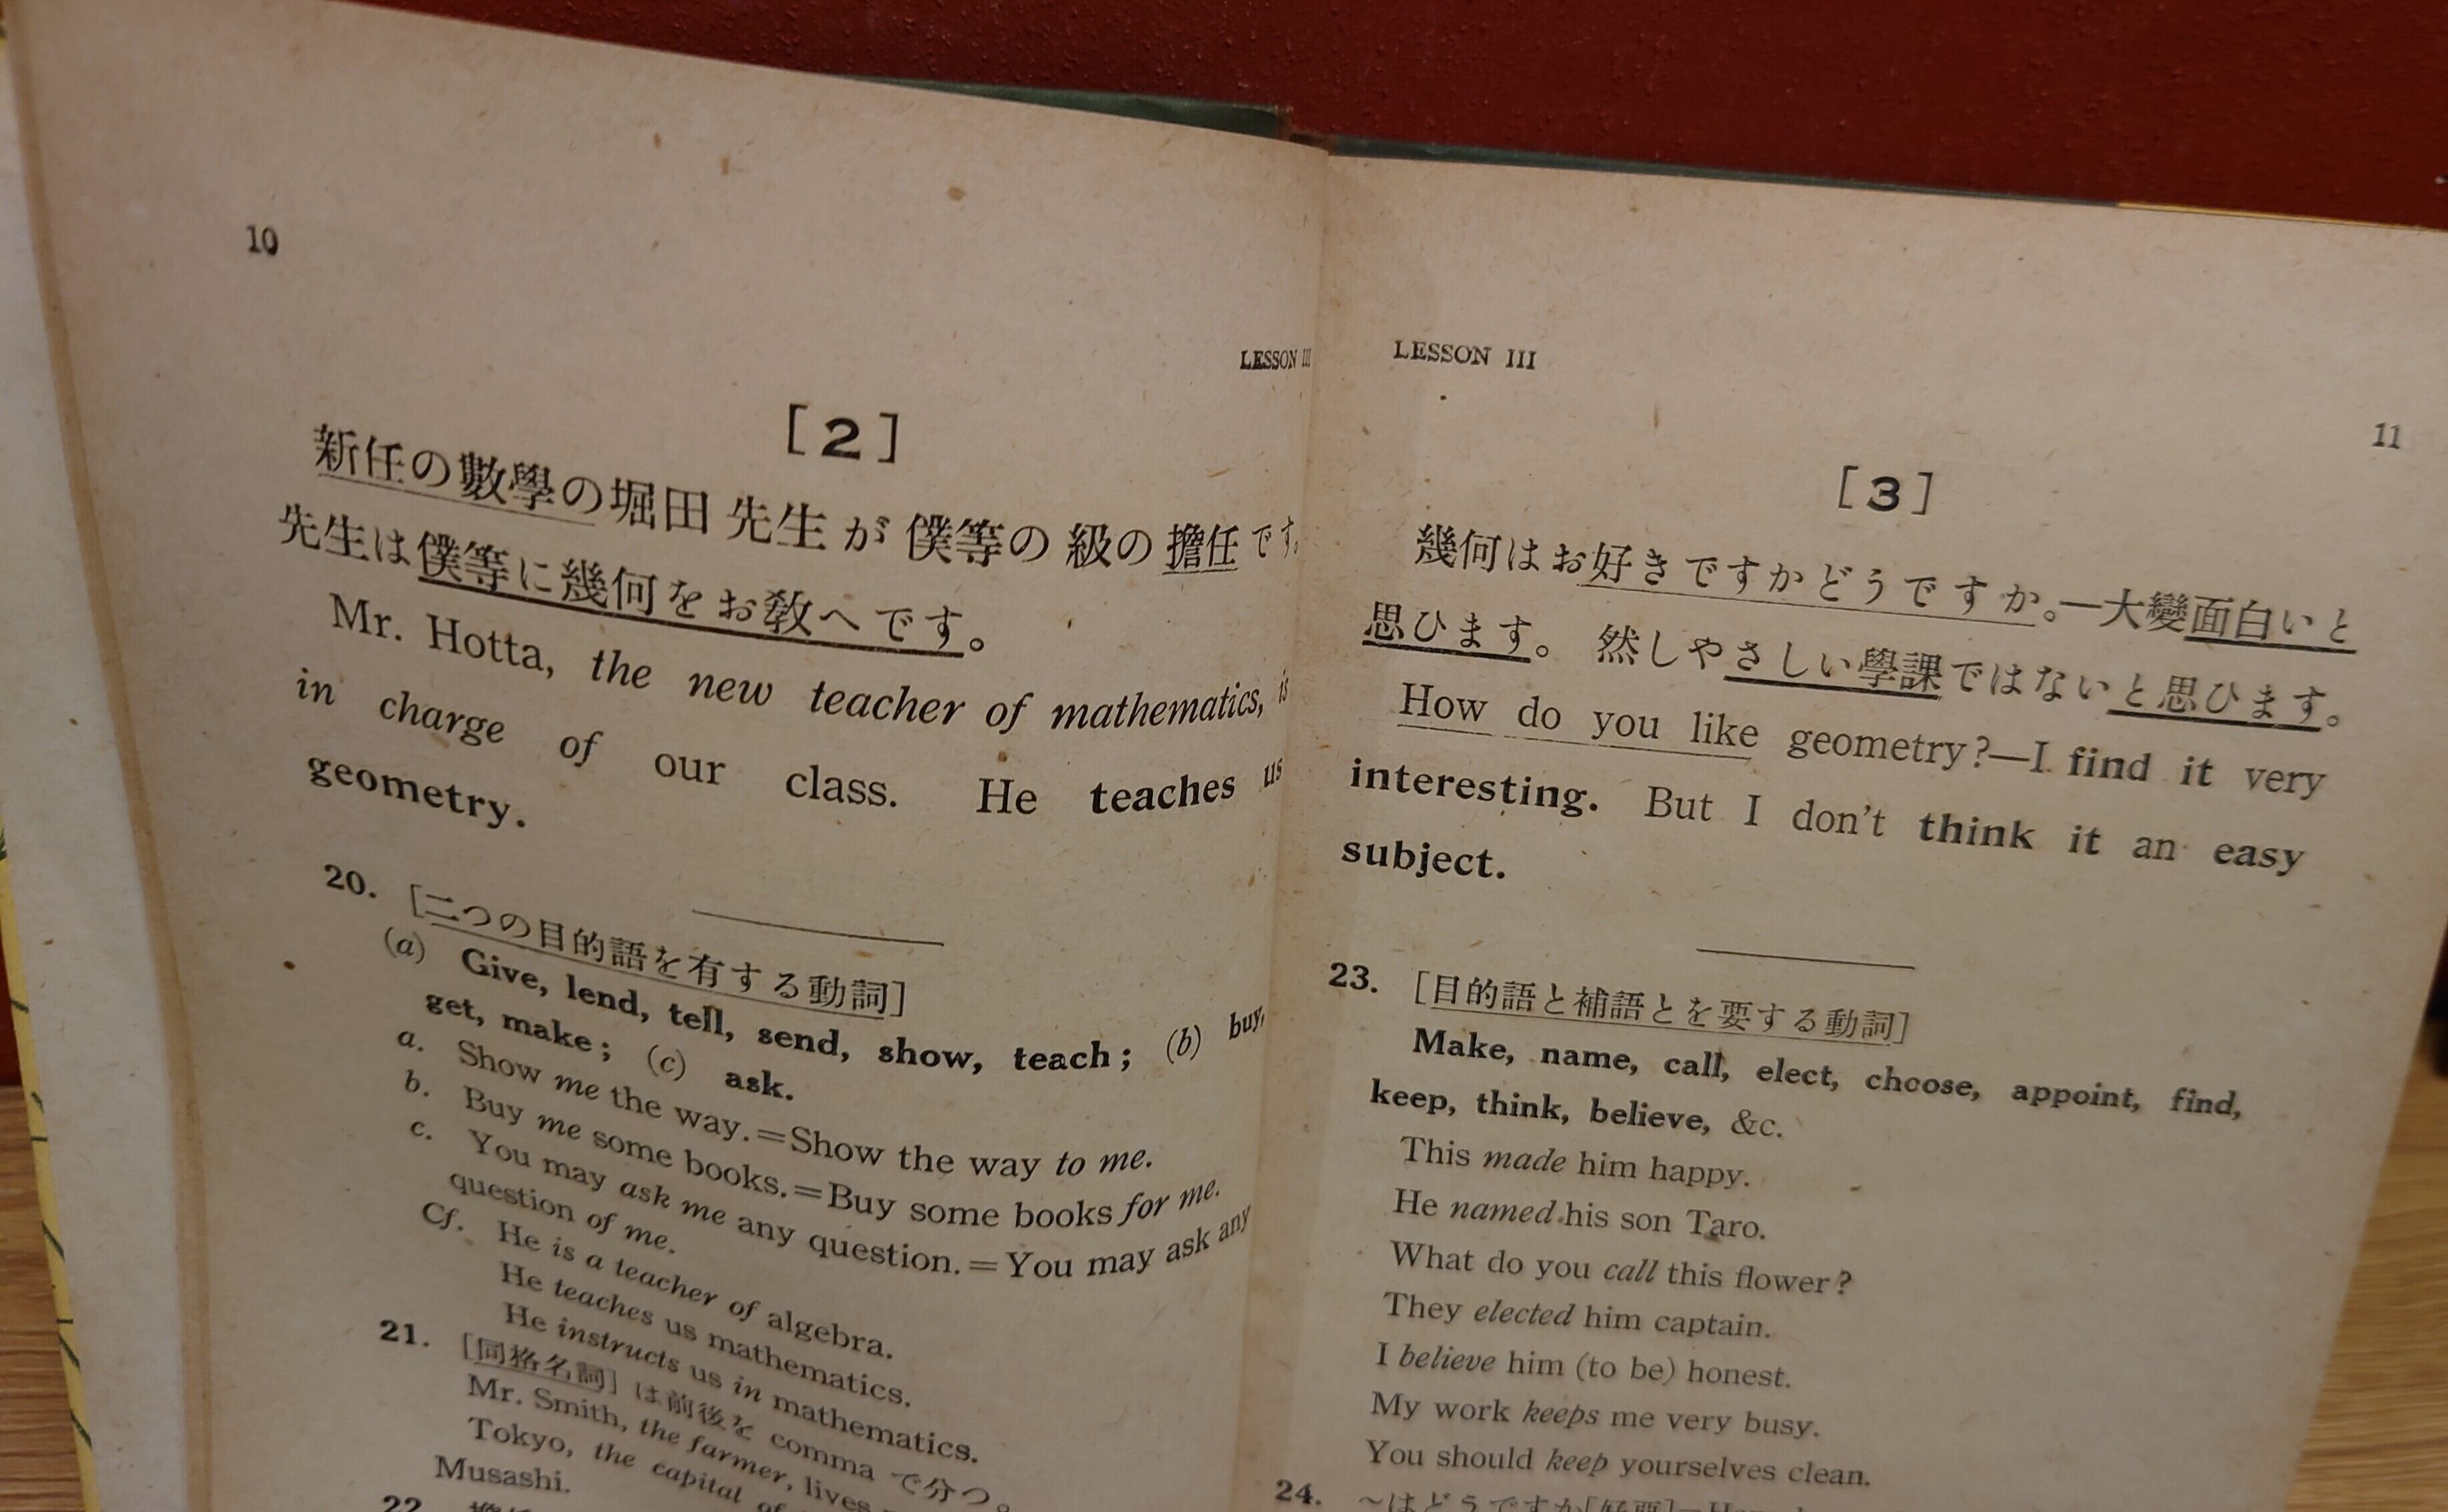 10
LESSON III
[2]
新任の數學の堀田先生が僕等の級の擔任です。
先生は僕等に幾何をお敎へです。
Mr. Hotta, the new teacher of mathematics, is
in charge of our class. He teaches us
geometry.
20. [二つの目的語を有する動詞]
(a) Give, lend, tell, send, show, teach; (b) buy,
get, make; (c) ask.
a. Show me the way.=Show the way to me.
b. Buy me some books.=Buy some books for me.
c. You may ask me any question.=You may ask any
question of me.
Cf. He is a teacher of algebra.
He teaches us mathematics.
He instructs us in mathematics.
21. [同格名詞] は前後を comma で分つ。
Mr. Smith, the farmer, lives
Tokyo, the capital of
Musashi.
22.
LESSON III
11
[3]
幾何はお好きですかどうですか。—大變面白いと
思ひます。 然しやさしい學課ではないと思ひます。
How do you like geometry?—I find it very
interesting. But I don't think it an easy
subject.
23. [目的語と補語とを要する動詞]
Make, name, call, elect, choose, appoint, find,
keep, think, believe, &c.
This made him happy.
He named his son Taro.
What do you call this flower?
They elected him captain.
I believe him (to be) honest.
My work keeps me very busy.
You should keep yourselves clean.
24. ～はどうですか